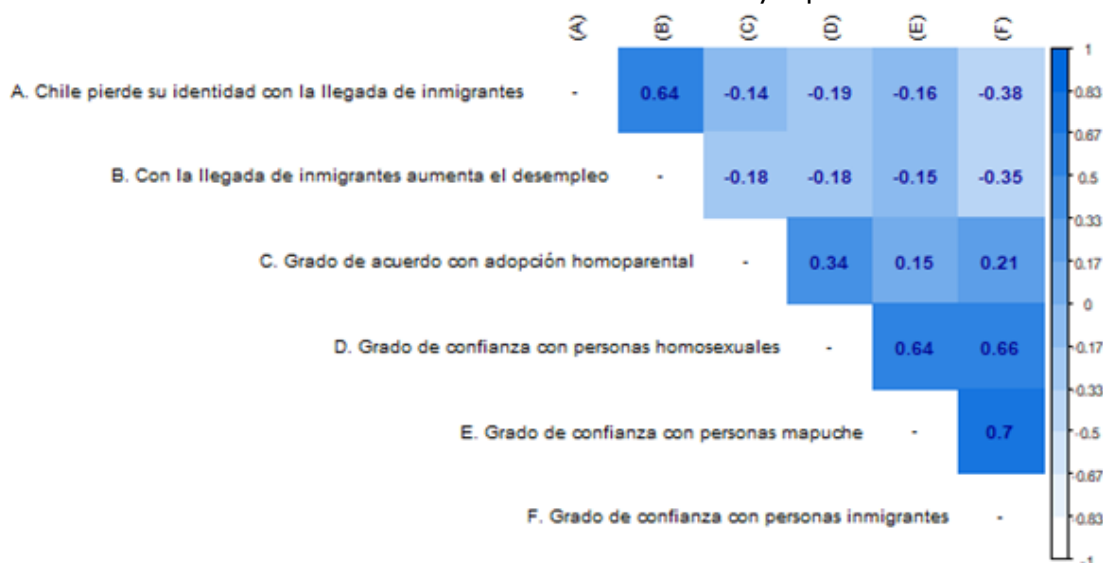 (A) (B) (C) (D) (E) (F)
A. Chile pierde su identidad con la llegada de inmigrantes - 0.64 -0.14 -0.19 -0.16 -0.38
B. Con la llegada de inmigrantes aumenta el desempleo - -0.18 -0.18 -0.15 -0.35
C. Grado de acuerdo con adopción homoparental - 0.34 0.15 0.21
D. Grado de confianza con personas homosexuales - 0.64 0.66
E. Grado de confianza con personas mapuche - 0.7
F. Grado de confianza con personas inmigrantes -
1
0.83
0.67
0.5
0.33
0.17
0
-0.17
-0.33
-0.5
-0.67
-0.83
-1